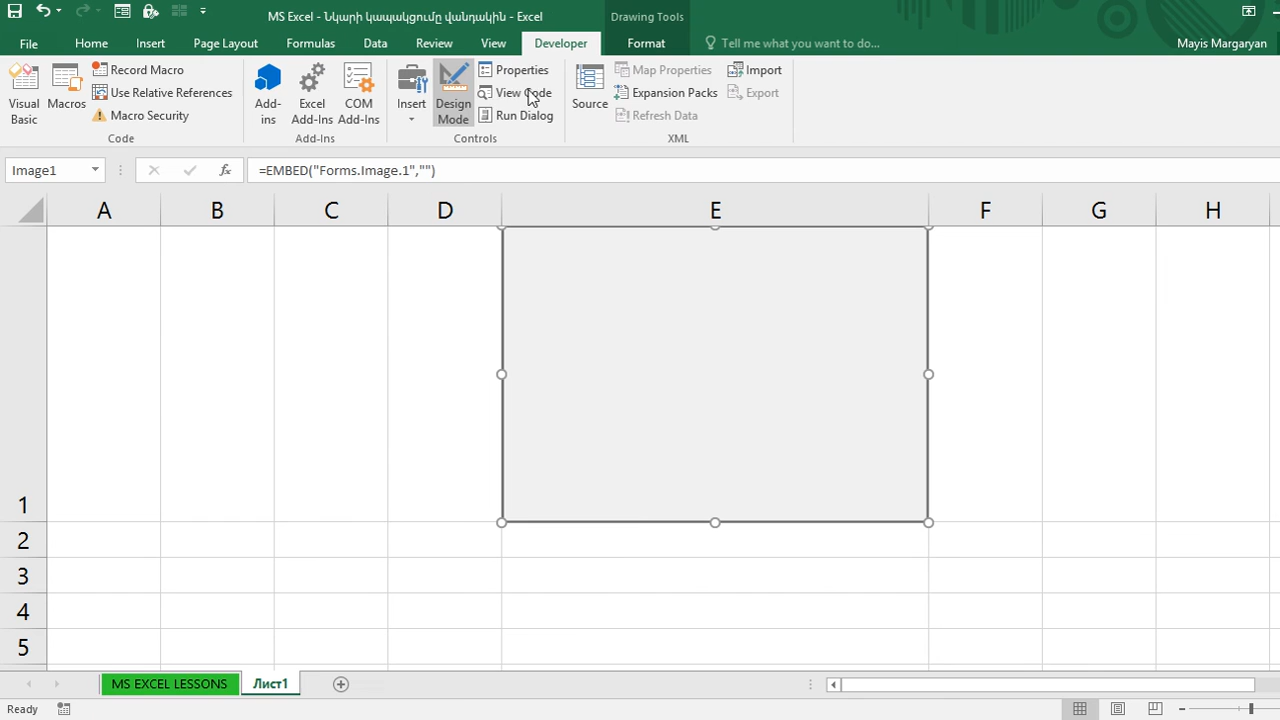 MS Excel - Նկարի կապակցումը վանդակին - Excel
Drawing Tools
File Home Insert Page Layout Formulas Data Review View Developer Format Tell me what you want to do... Mayis Margaryan
Visual Basic
Macros
Record Macro
Use Relative References
Macro Security
Code
Add-ins
Excel Add-Ins
COM Add-Ins
Add-Ins
Insert
Design Mode
Properties
View Code
Run Dialog
Controls
Source
Map Properties
Expansion Packs
Refresh Data
Import
Export
XML
Image1
fx
=EMBED("Forms.Image.1","")
A B C D E F G H
1
2
3
4
5
MS EXCEL LESSONS Лист1
Ready